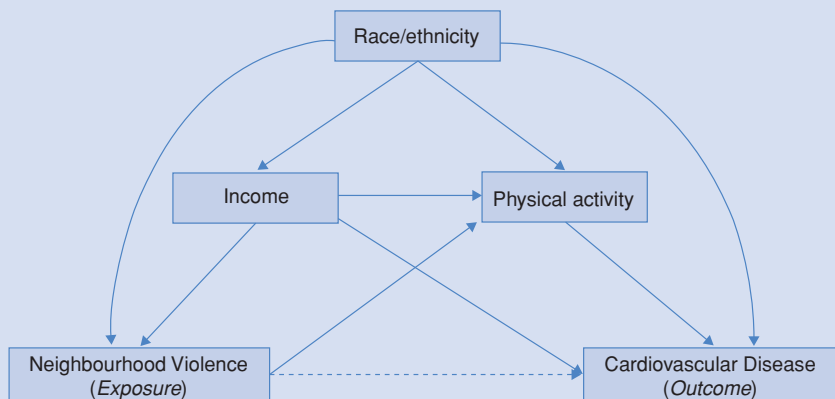 Race/ethnicity
Income
Physical activity
Neighbourhood Violence
(Exposure)
Cardiovascular Disease
(Outcome)